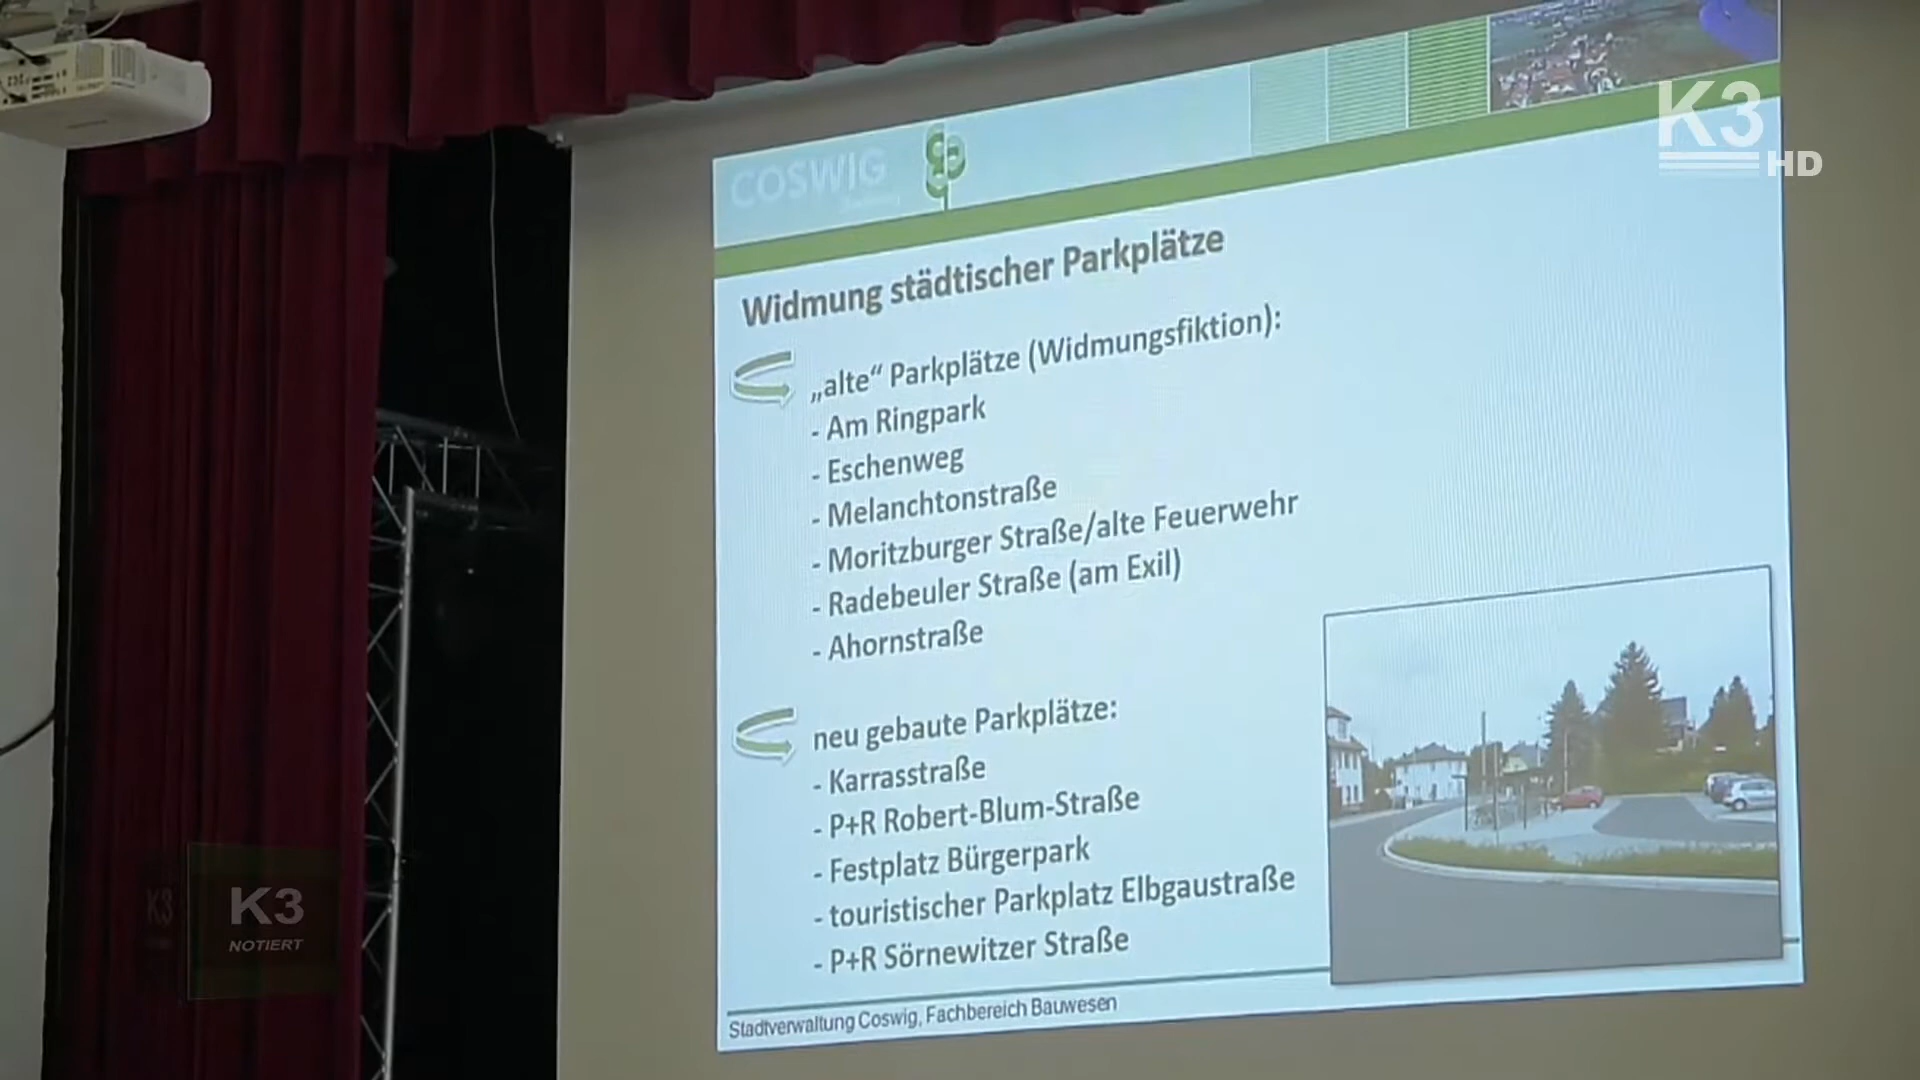 K3
HD
COSWIG
Widmung städtischer Parkplätze
„alte“ Parkplätze (Widmungsfiktion):
- Am Ringpark
- Eschenweg
- Melanchtonstraße
- Moritzburger Straße/alte Feuerwehr
- Radebeuler Straße (am Exil)
- Ahornstraße
neu gebaute Parkplätze:
- Karrasstraße
- P+R Robert-Blum-Straße
- Festplatz Bürgerpark
- touristischer Parkplatz Elbgaustraße
- P+R Sörnewitzer Straße
Stadtverwaltung Coswig, Fachbereich Bauwesen
K3
K3
NOTIERT